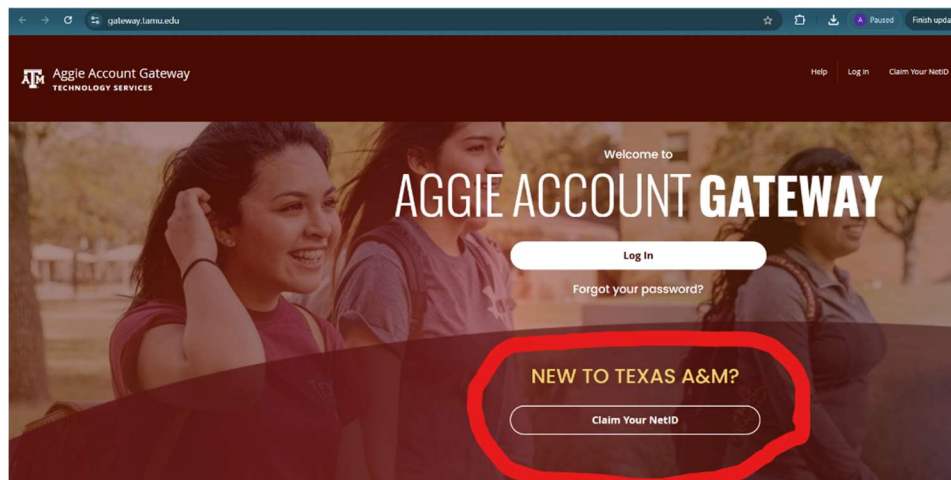 gateway.tamu.edu
A Paused
Finish upda
ĀM Aggie Account Gateway
TECHNOLOGY SERVICES
Help Log in Claim Your NetID
Welcome to
AGGIE ACCOUNT GATEWAY
Log In
Forgot your password?
NEW TO TEXAS A&M?
Claim Your NetID